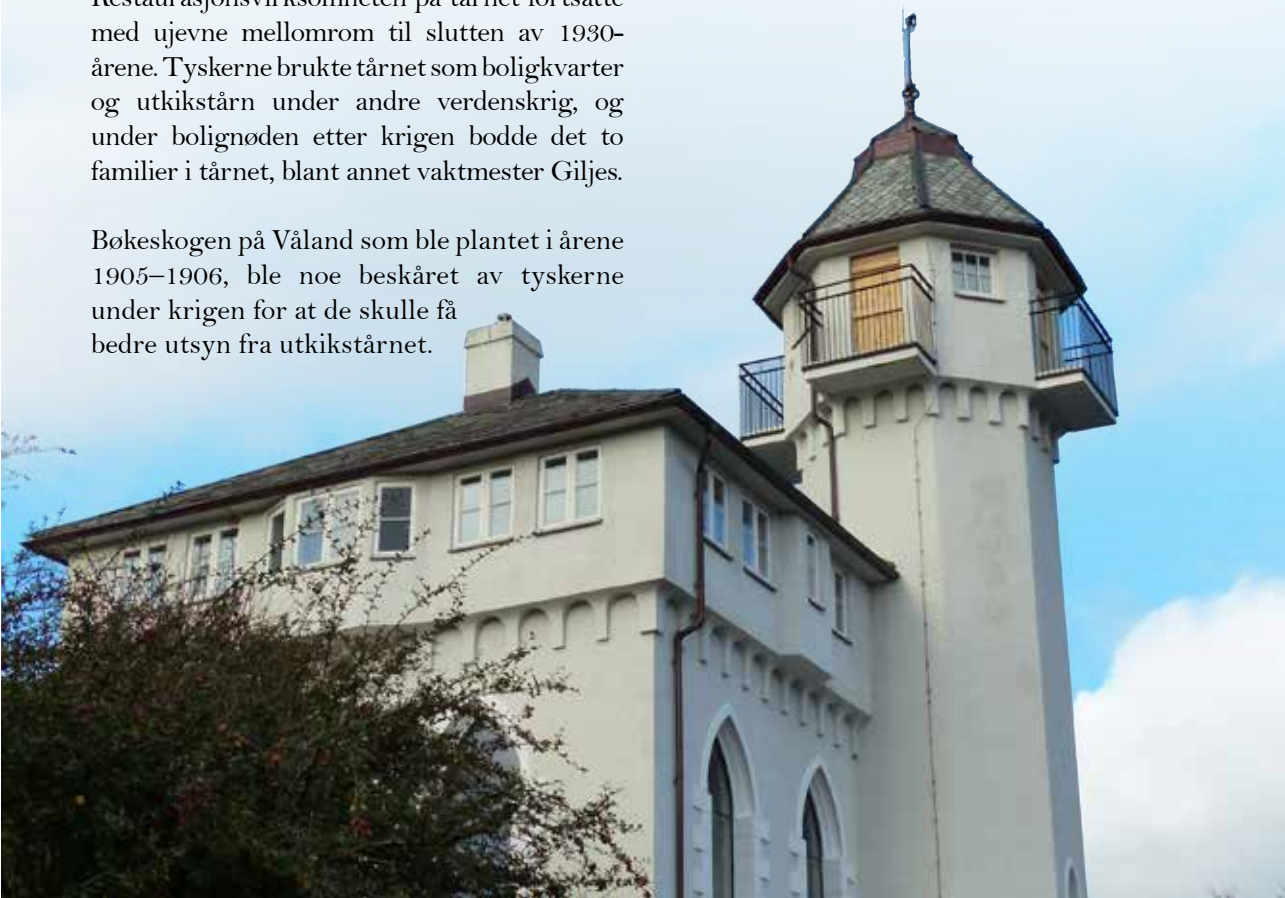 Restaurasjonsvirksomheten på tårnet fortsatte
med ujevne mellomrom til slutten av 1930-
årene. Tyskerne brukte tårnet som boligkvarter
og utkikstårn under andre verdenskrig, og
under bolignøden etter krigen bodde det to
familier i tårnet, blant annet vaktmester Giljes.
Bøkeskogen på Våland som ble plantet i årene
1905–1906, ble noe beskåret av tyskerne
under krigen for at de skulle få
bedre utsyn fra utkikstårnet.